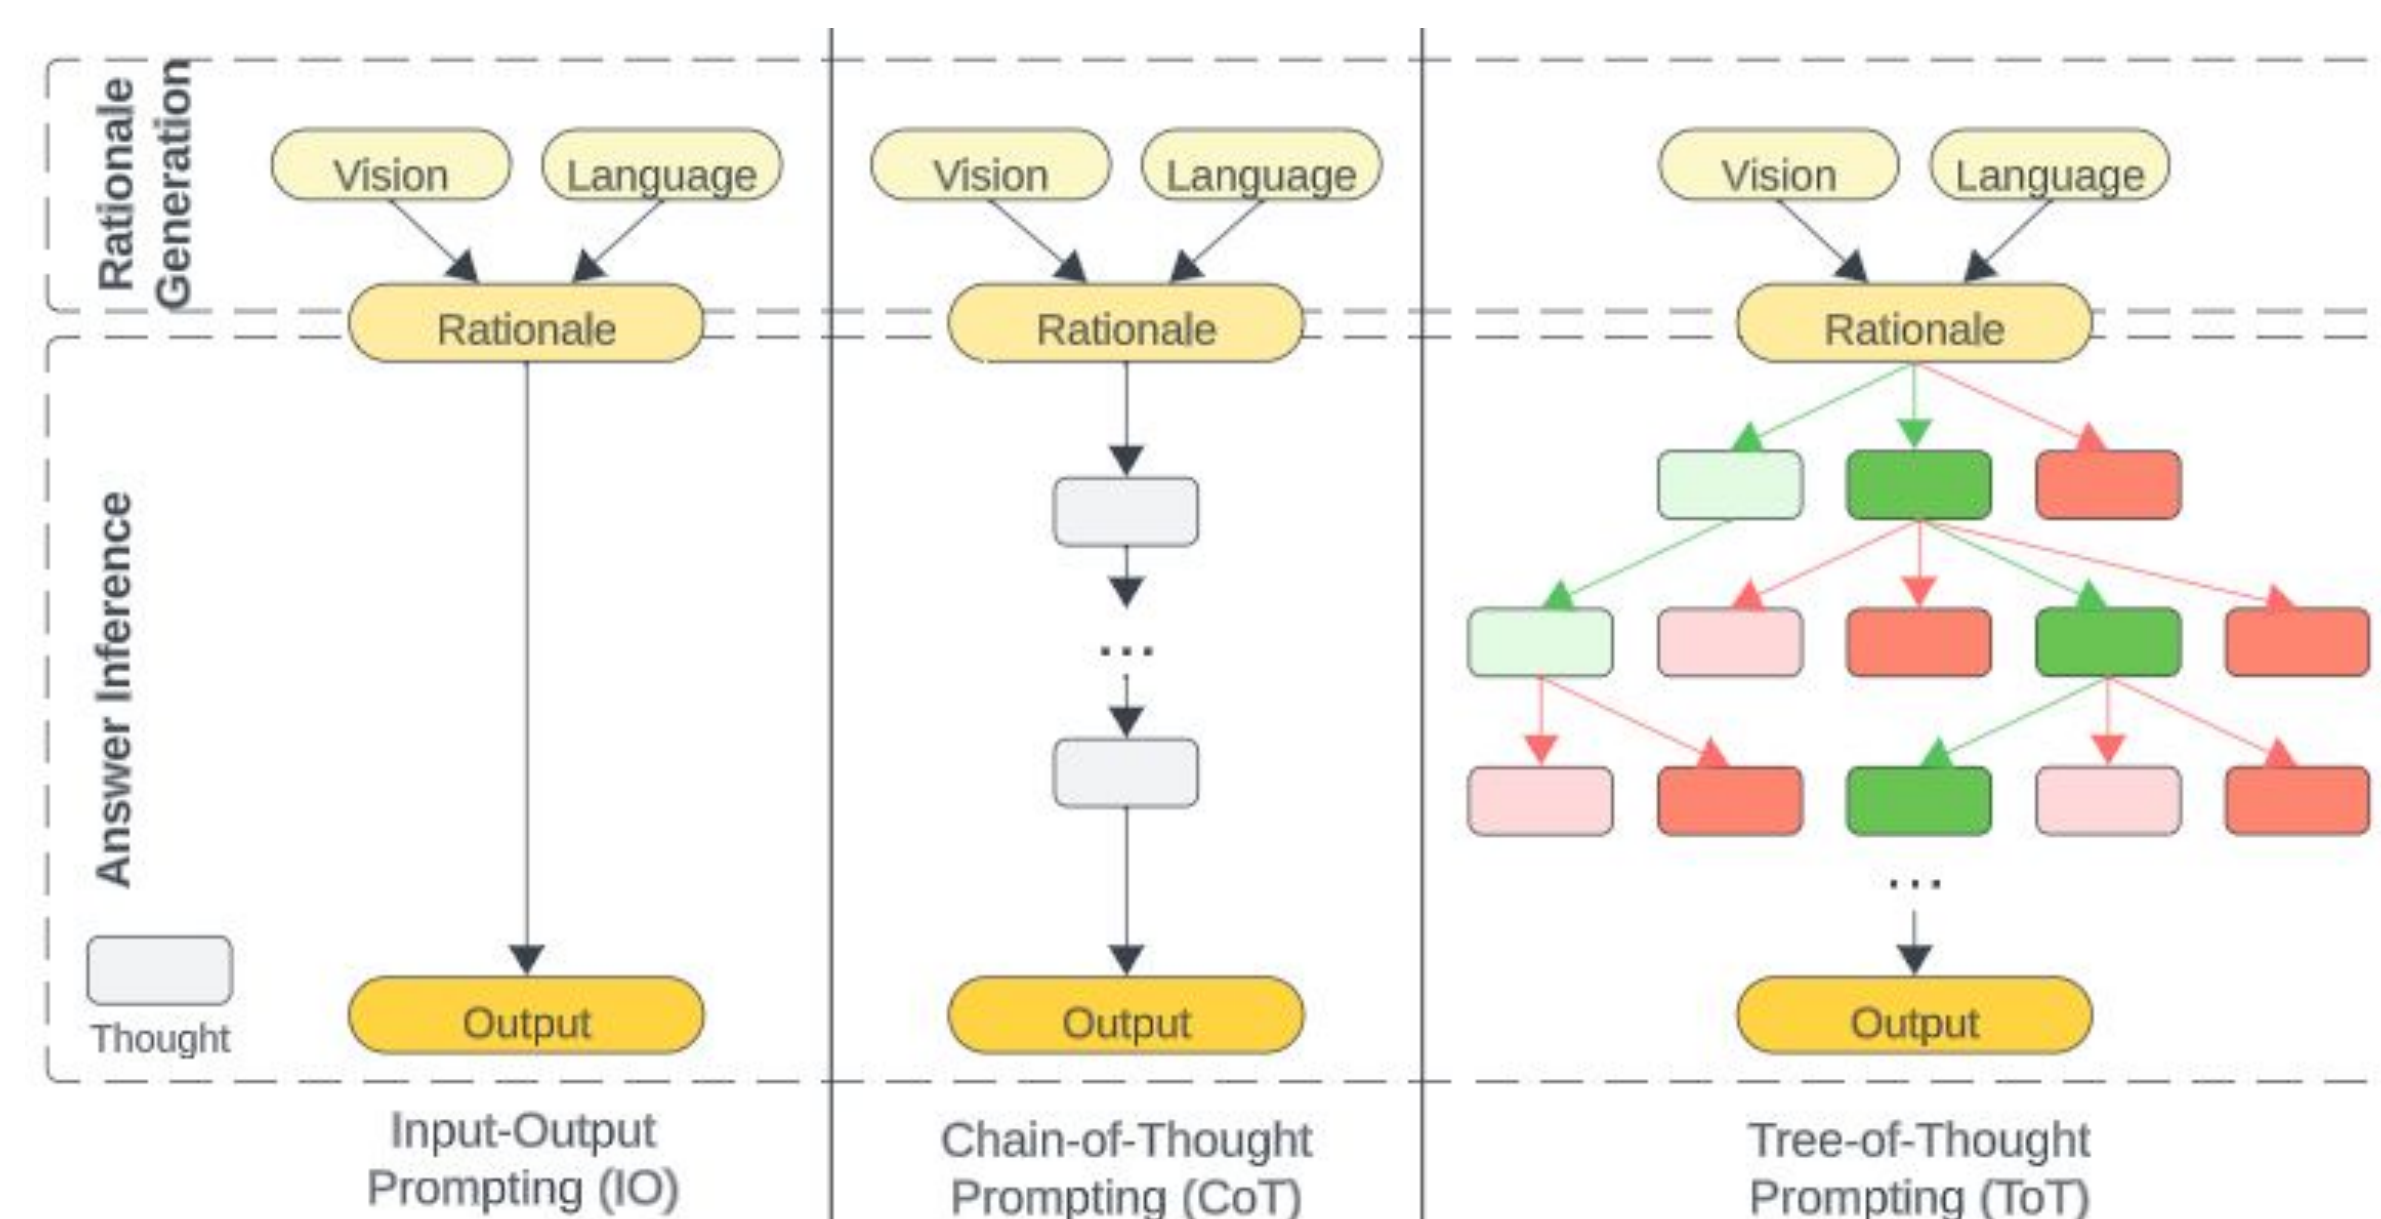 Rationale
Generation
Vision
Language
Rationale
Vision
Language
Rationale
Vision
Language
Rationale
Answer Inference
...
...
Thought
Output
Output
Output
Input-Output
Prompting (IO)
Chain-of-Thought
Prompting (CoT)
Tree-of-Thought
Prompting (ToT)